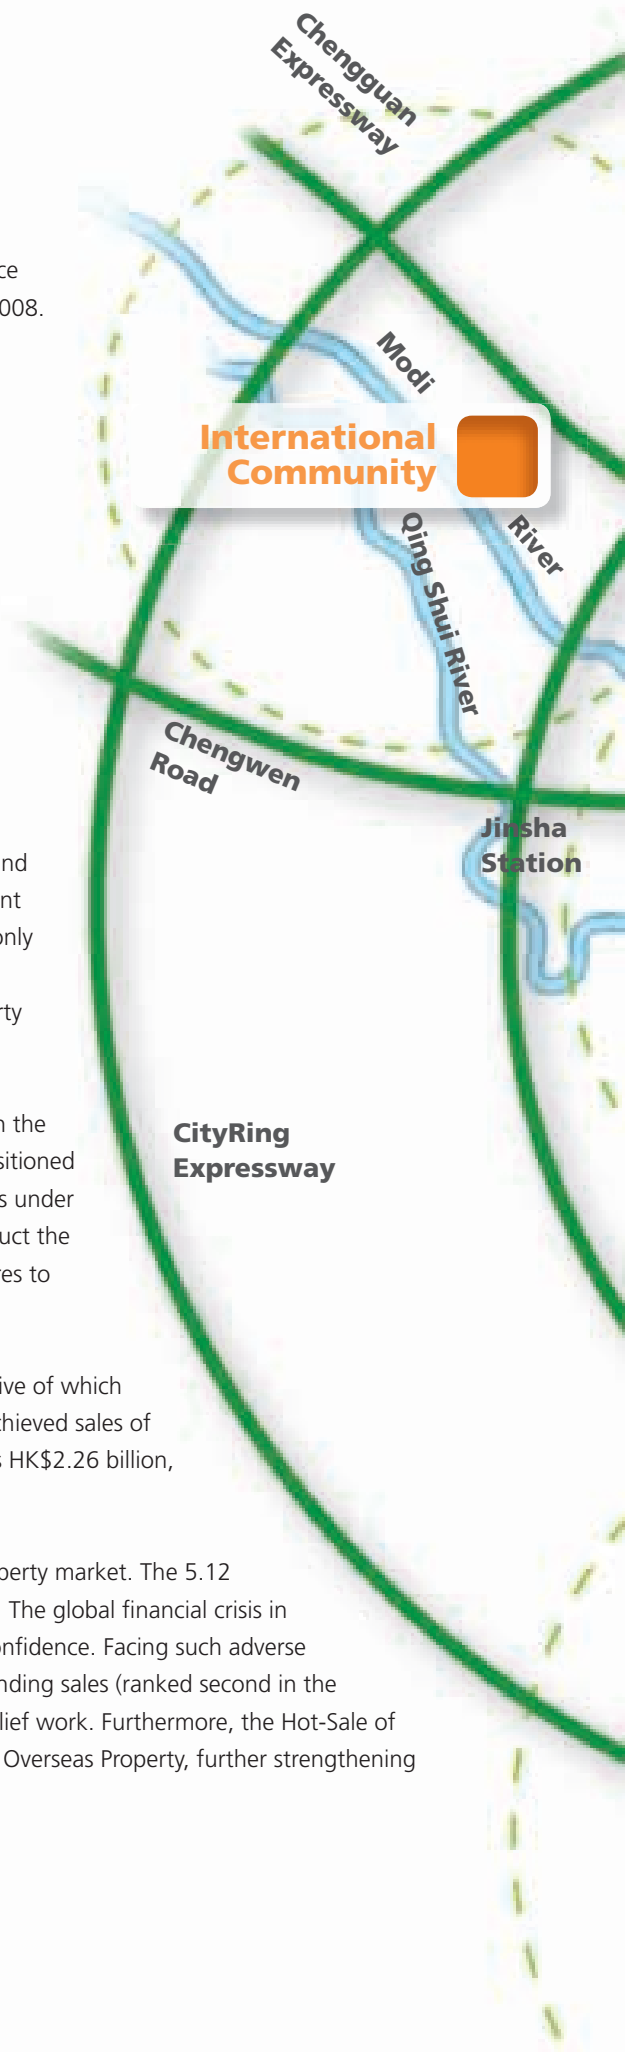 Chengguan
Expressway
ce
008.
Modi
International
Community
River
Qing Shui River
Chengwen
Road
Jinsha
Station
nd
nt
only
rty
n the
sitioned
s under
uct the
res to
CityRing
Expressway
ive of which
chieved sales of
s HK$2.26 billion,
perty market. The 5.12
The global financial crisis in
onfidence. Facing such adverse
nding sales (ranked second in the
lief work. Furthermore, the Hot-Sale of
Overseas Property, further strengthening